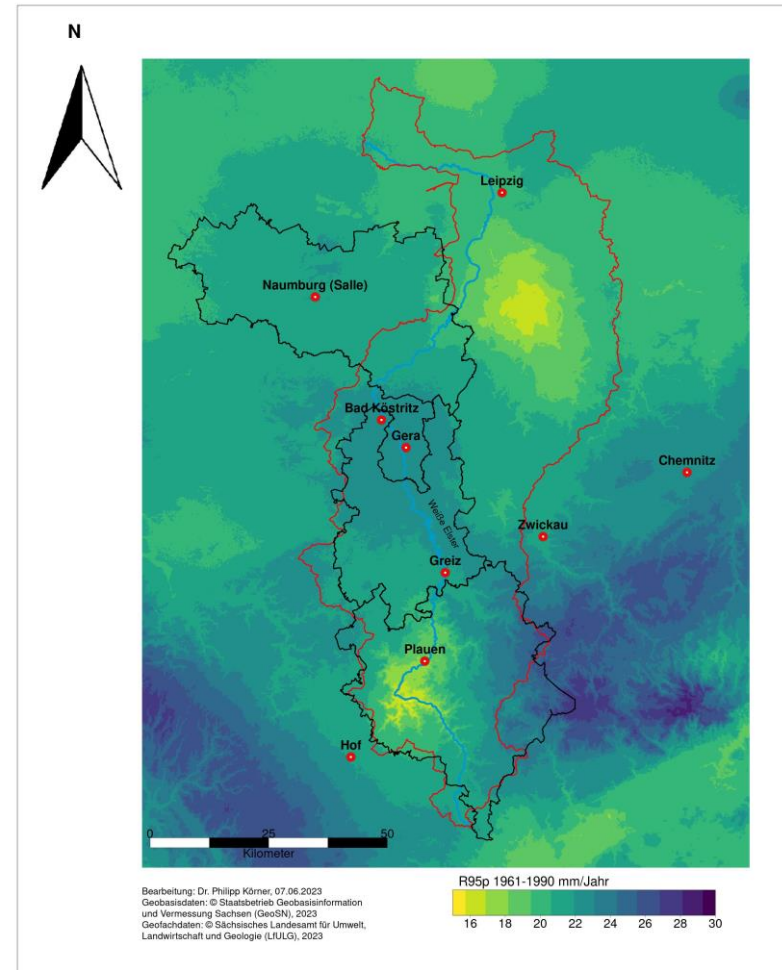 N
Leipzig
Naumburg (Salle)
Bad Köstritz
Gera
Chemnitz
Weiße Elster
Zwickau
Greiz
Plauen
Hof
0 25 50
Kilometer
R95p 1961-1990 mm/Jahr
16 18 20 22 24 26 28 30
Bearbeitung: Dr. Philipp Körner, 07.06.2023
Geobasisdaten: © Staatsbetrieb Geobasisinformation
und Vermessung Sachsen (GeoSN), 2023
Geofachdaten: © Sächsisches Landesamt für Umwelt,
Landwirtschaft und Geologie (LfULG), 2023